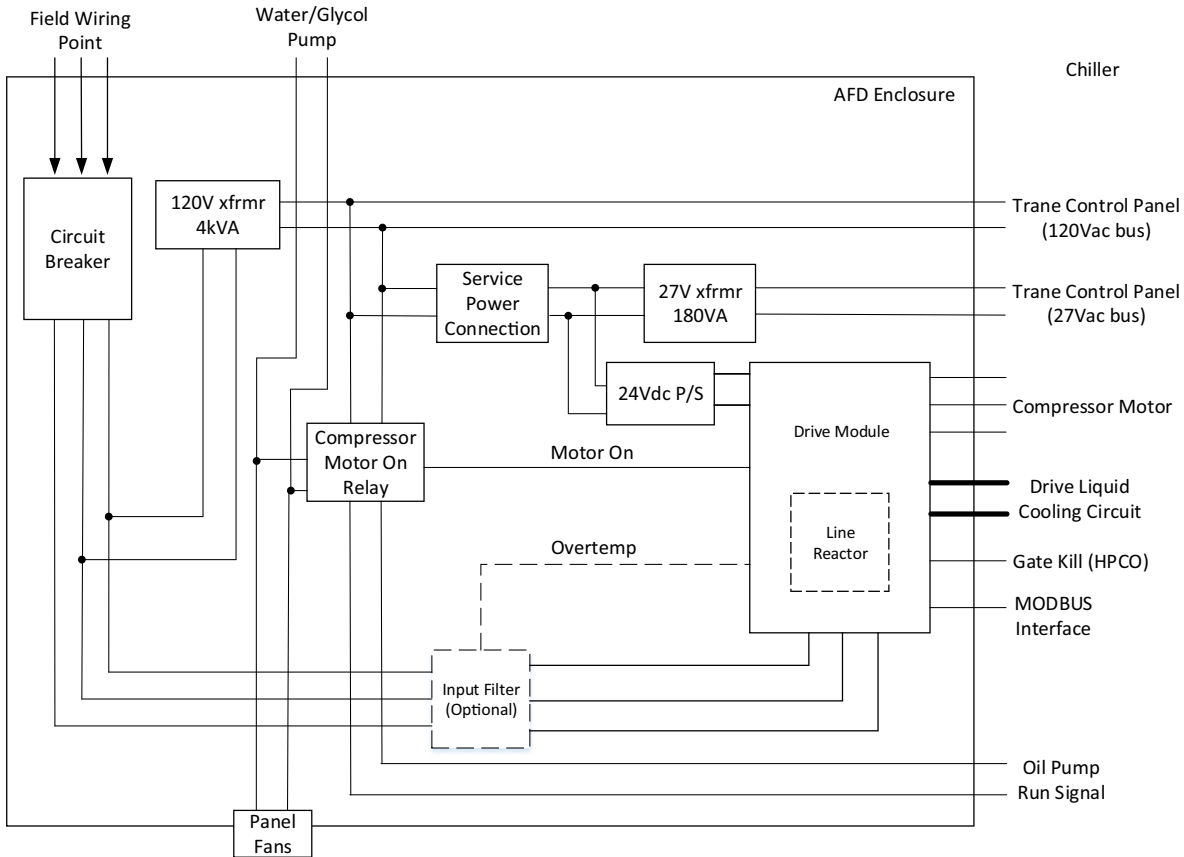 Field Wiring
Point
Water/Glycol
Pump
Chiller
AFD Enclosure
Circuit
Breaker
120V xfrmr
4kVA
Trane Control Panel
(120Vac bus)
Service
Power
Connection
27V xfrmr
180VA
Trane Control Panel
(27Vac bus)
24Vdc P/S
Drive Module
Compressor Motor
Compressor
Motor On
Relay
Motor On
Drive Liquid
Cooling Circuit
Line
Reactor
Overtemp
Gate Kill (HPCO)
MODBUS
Interface
Input Filter
(Optional)
Oil Pump
Run Signal
Panel
Fans